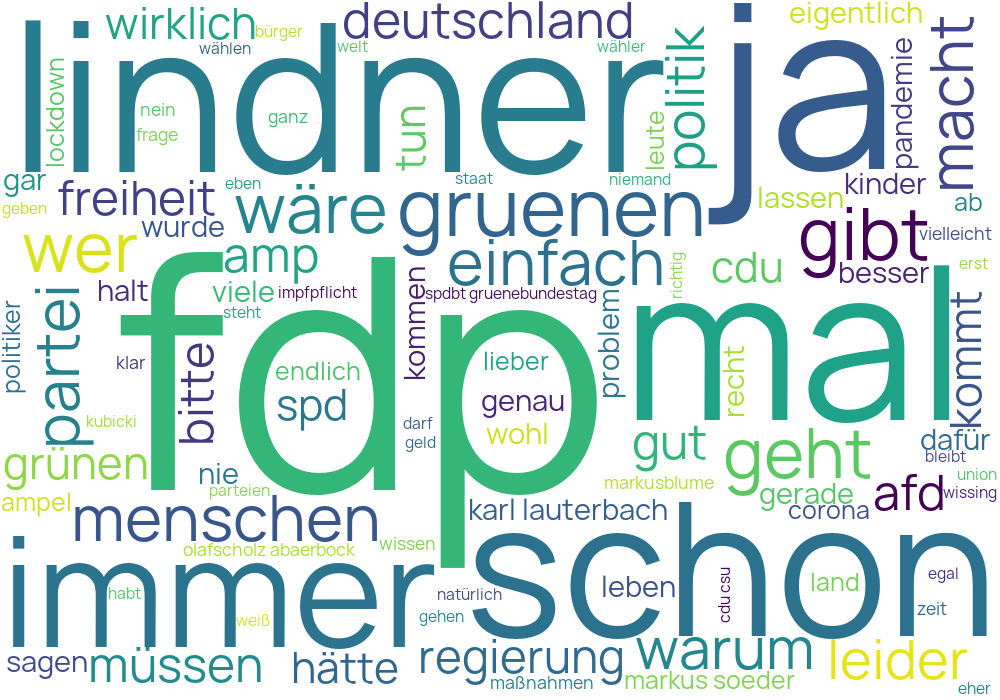 lindner
ja
wirklich
bürger
deutschland
eigentlich
wählen
welt
wähler
lockdown
nein
frage
ganz
tun
leute
politik
pandemie
macht
gar
geben
freiheit
eben
staat
niemand
lassen
kinder
ab
wurde
wäre
gruenen
gibt
vielleicht
wer
amp
einfach
cdu
besser
erst
richtig
halt
viele
impfpflicht
kommen
spdbt gruenebundestag
steht
politiker
partei
fdp
mal
problem
kommt
klar
bitte
endlich
lieber
spd
genau
recht
kubicki
darf
wohl
geld
gut
geht
dafür
bleibt
grünen
nie
parteien
markusblume
gerade
union
ampel
afd
wissing
menschen
karl lauterbach
corona
immer
schon
olafscholz abaerbock
wissen
habt
natürlich
leben
cdu csu
land
egal
weiß
gehen
zeit
sagen
müssen
hätte
regierung
warum
leider
maßnahmen
markus soeder
eher